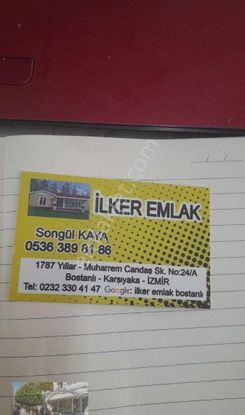 İLKER EMLAK
Songül KAYA
0536 389 81 86
1787 Yıllar - Muharrem Candaş Sk. No:24/A
Bostanlı - Karşıyaka - İZMİR
Tel: 0232 330 41 47 Google: ilker emlak bostanlı